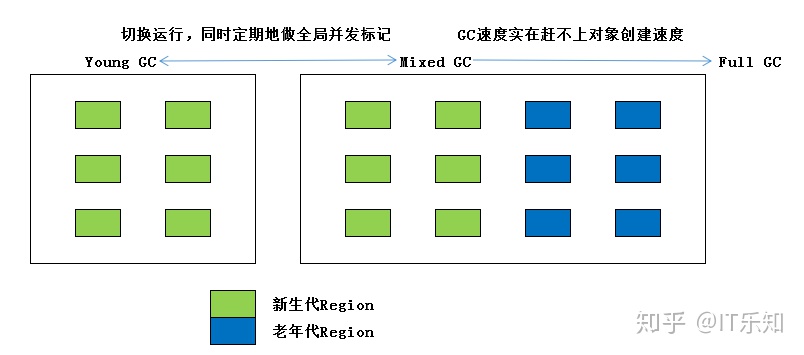 切换运行，同时定期地做全局并发标记
GC速度实在赶不上对象创建速度
Young GC
Mixed GC
Full GC
新生代Region
老年代Region
知乎 @IT乐知